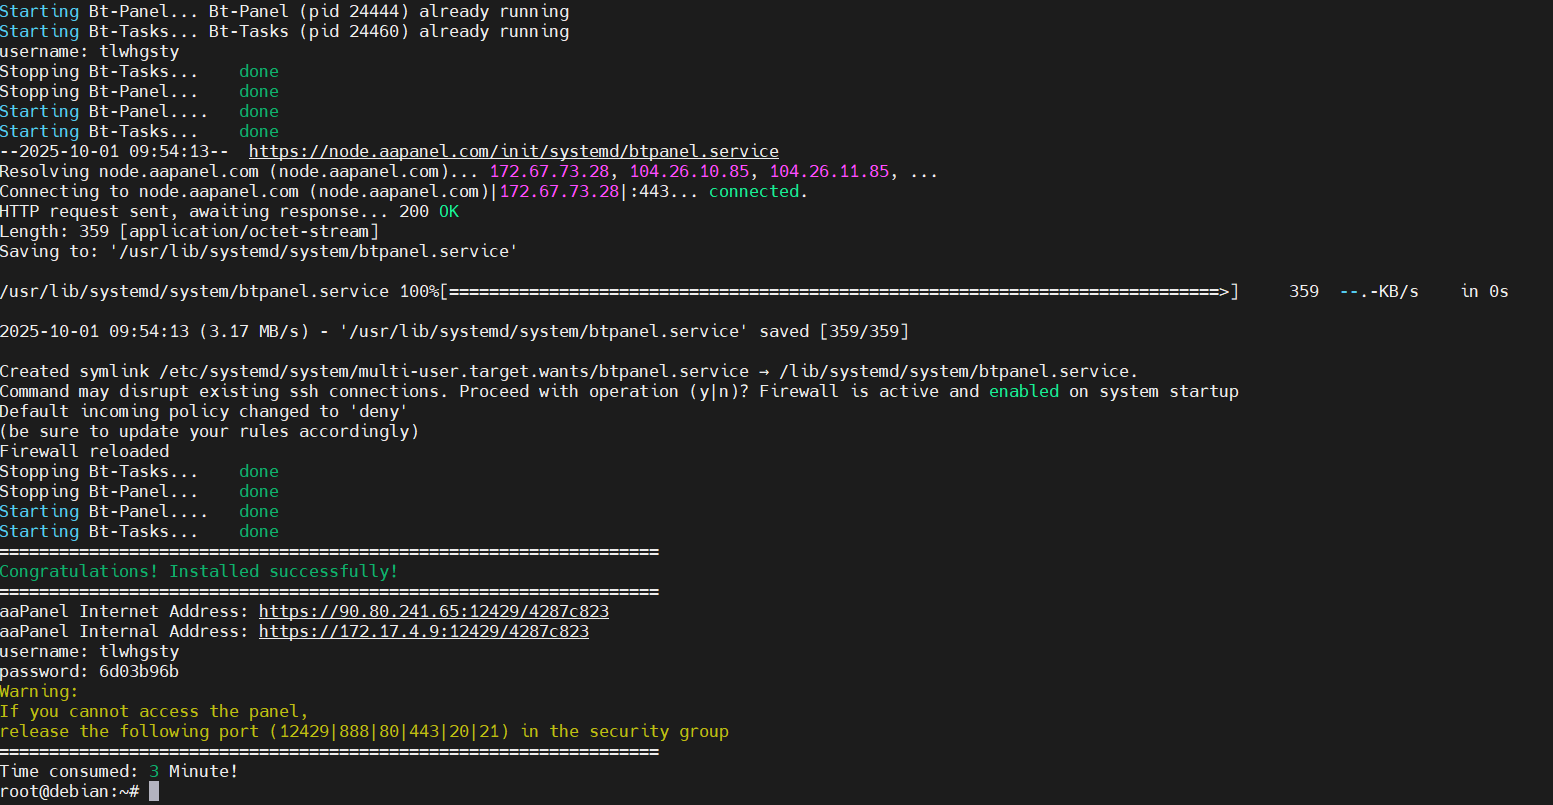 Starting Bt-Panel... Bt-Panel (pid 24444) already running
Starting Bt-Tasks... Bt-Tasks (pid 24460) already running
username: tlwhgsty
Stopping Bt-Tasks...    done
Stopping Bt-Panel...    done
Starting Bt-Panel....   done
Starting Bt-Tasks...    done
--2025-10-01 09:54:13--  https://node.aapanel.com/init/systemd/btpanel.service
Resolving node.aapanel.com (node.aapanel.com)... 172.67.73.28, 104.26.10.85, 104.26.11.85, ...
Connecting to node.aapanel.com (node.aapanel.com)|172.67.73.28|:443... connected.
HTTP request sent, awaiting response... 200 OK
Length: 359 [application/octet-stream]
Saving to: '/usr/lib/systemd/system/btpanel.service'
/usr/lib/systemd/system/btpanel.service 100%[=============================================================================>]     359  --.-KB/s    in 0s
2025-10-01 09:54:13 (3.17 MB/s) - '/usr/lib/systemd/system/btpanel.service' saved [359/359]
Created symlink /etc/systemd/system/multi-user.target.wants/btpanel.service → /lib/systemd/system/btpanel.service.
Command may disrupt existing ssh connections. Proceed with operation (y|n)? Firewall is active and enabled on system startup
Default incoming policy changed to 'deny'
(be sure to update your rules accordingly)
Firewall reloaded
Stopping Bt-Tasks...    done
Stopping Bt-Panel...    done
Starting Bt-Panel....   done
Starting Bt-Tasks...    done
==================================================================
Congratulations! Installed successfully!
==================================================================
aaPanel Internet Address: https://90.80.241.65:12429/4287c823
aaPanel Internal Address: https://172.17.4.9:12429/4287c823
username: tlwhgsty
password: 6d03b96b
Warning:
If you cannot access the panel,
release the following port (12429|888|80|443|20|21) in the security group
==================================================================
Time consumed: 3 Minute!
root@debian:~#